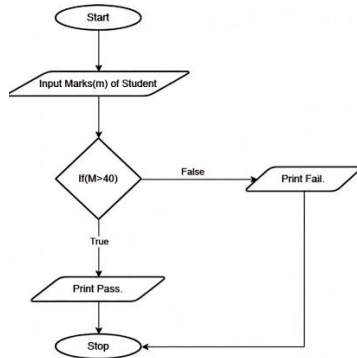 Start
Input Marks(m) of Student
If(M>40)
False
Print Fail.
True
Print Pass.
Stop